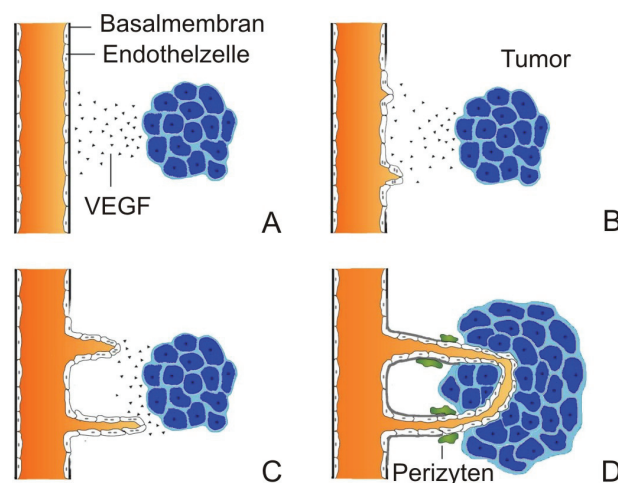 Basalmembran
Endothelzelle
VEGF
A
Tumor
B
C
Perizyten
D